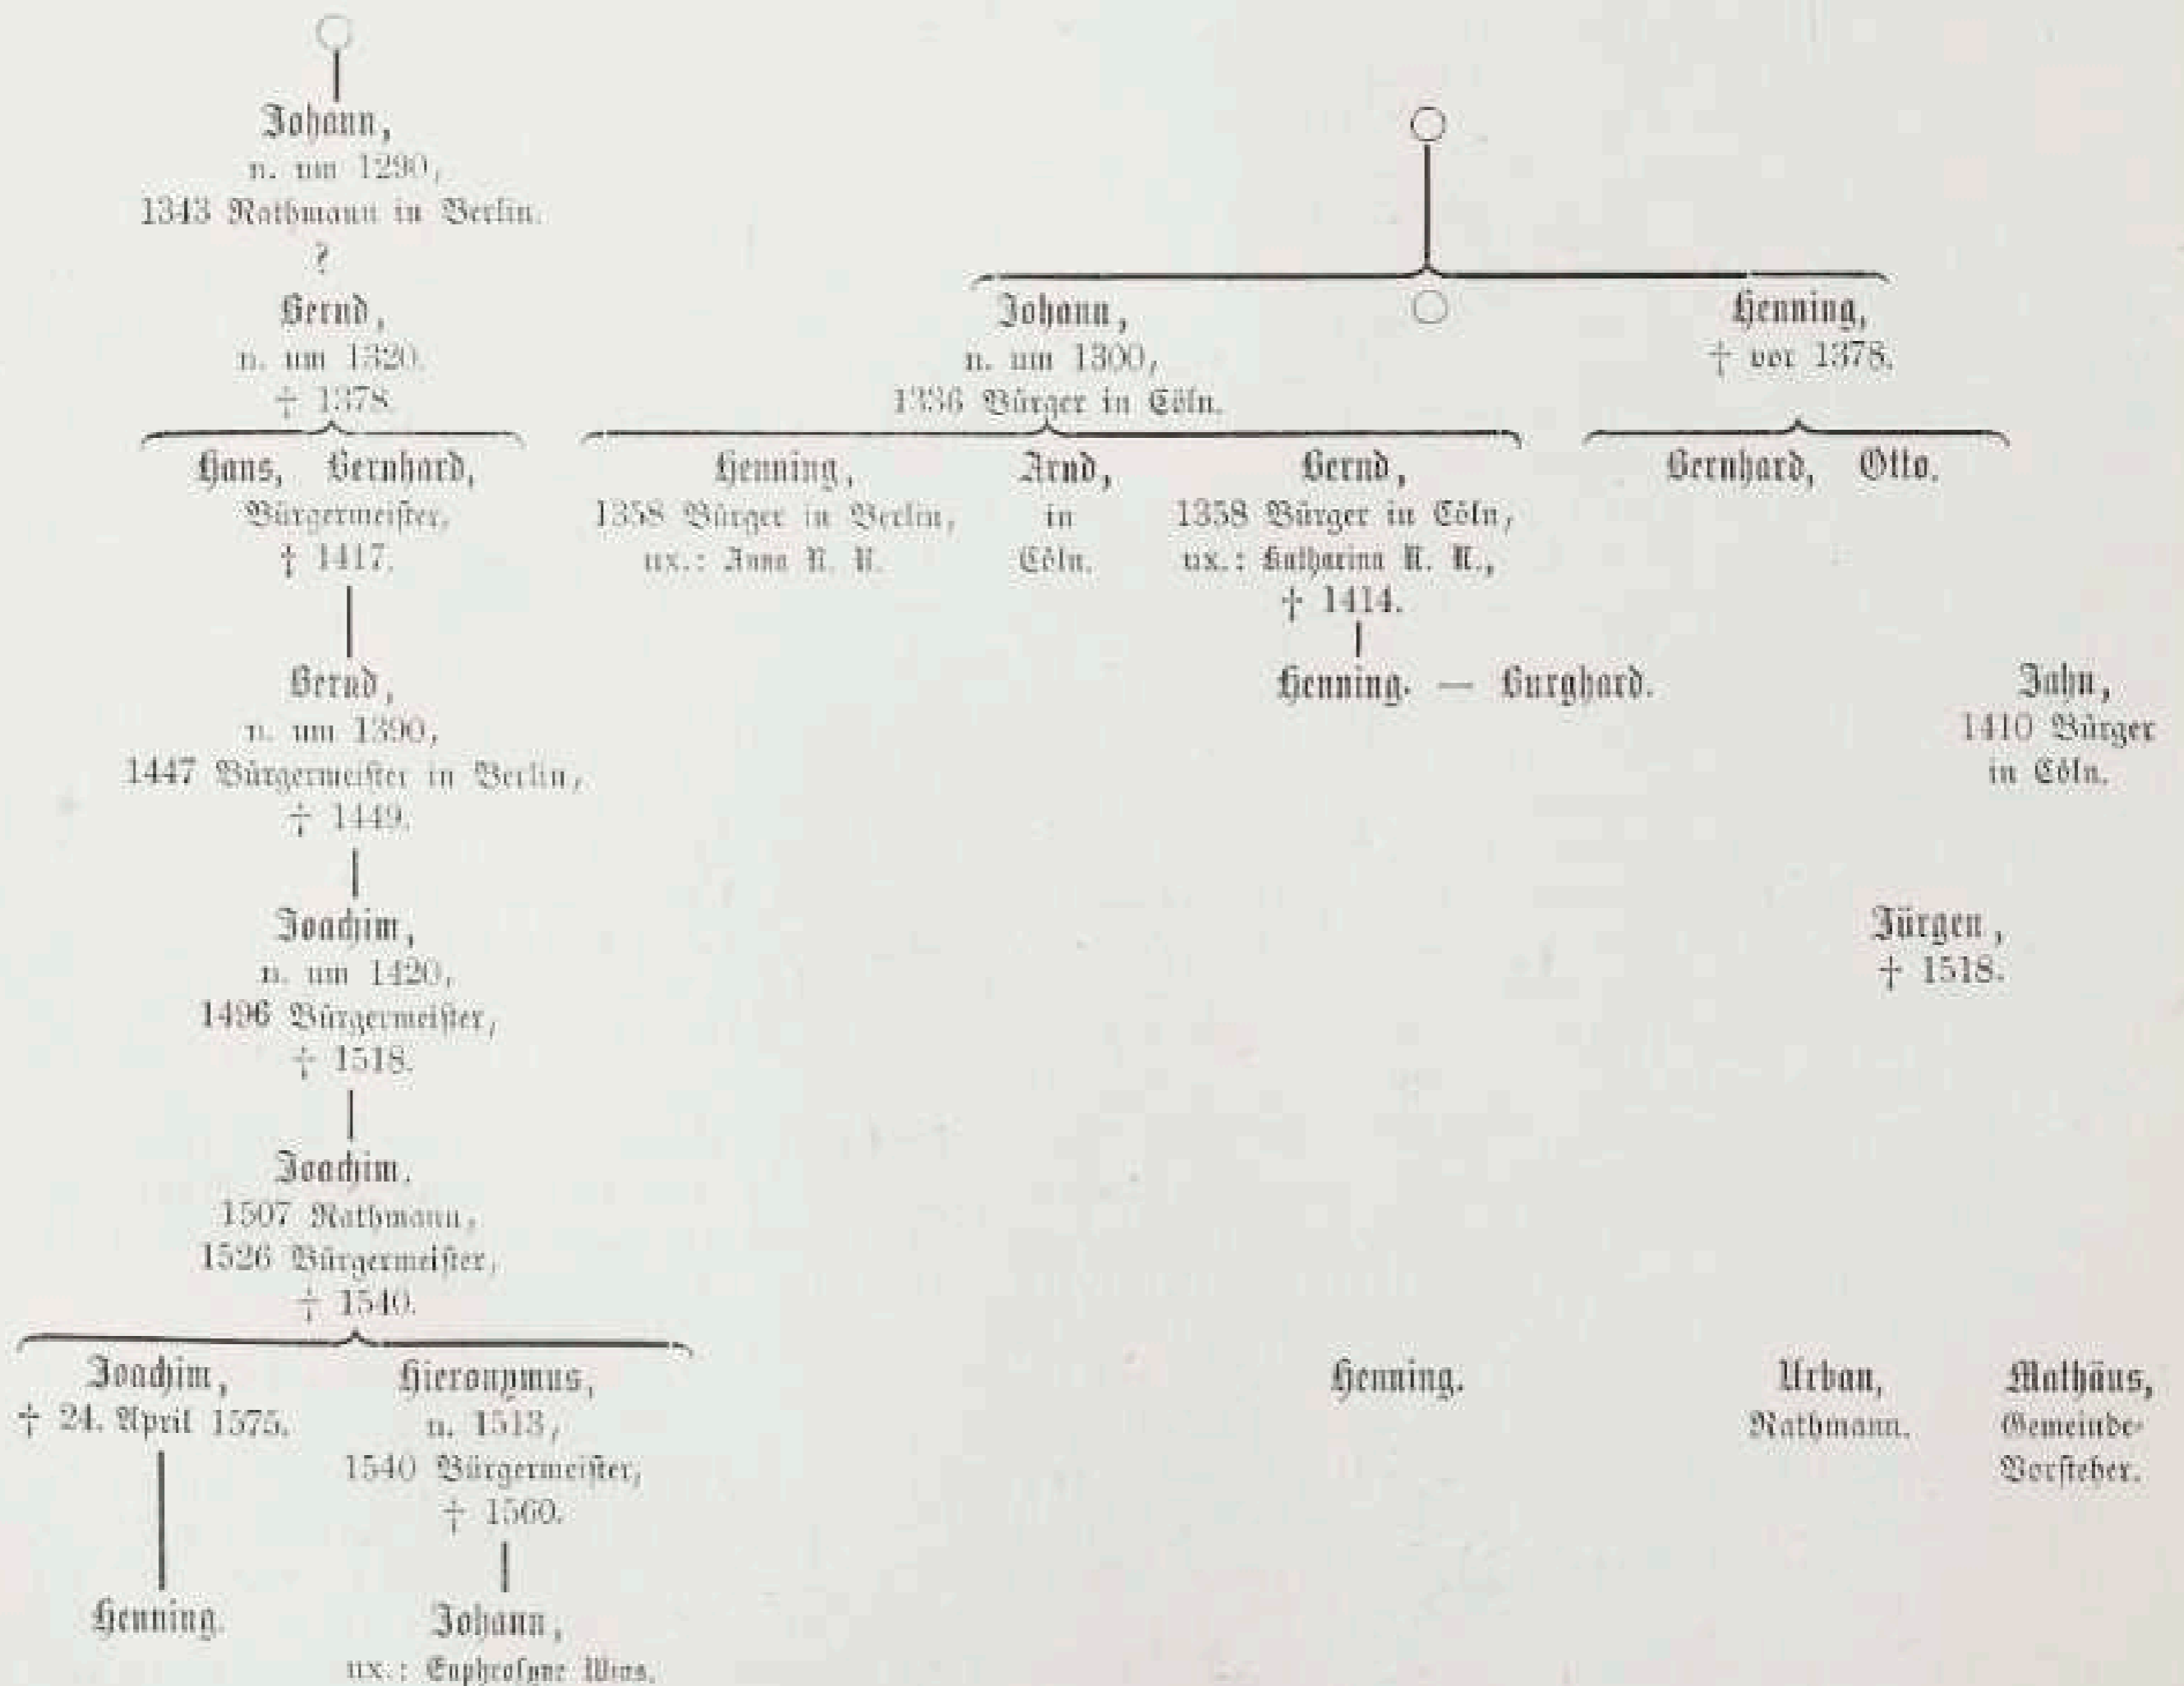 Johann,
n. um 1290,
1343 Rathmann in Berlin.
?
Bernd,
n. um 1320.
† 1378.
Hans, Bernhard,
Bürgermeister,
† 1417.
Bernd,
n. um 1390,
1447 Bürgermeister in Berlin,
† 1449.
Joachim,
n. um 1420,
1496 Bürgermeister,
† 1518.
Joachim.
1507 Rathmann,
1526 Bürgermeister,
† 1540.
Joachim,
† 24. April 1575.
Henning.
Hieronymus,
n. 1513,
1540 Bürgermeister,
† 1560.
Johann,
ux.: Euphrosyne Wins.
Johann,
n. um 1300,
1336 Bürger in Cöln.
Henning,
† vor 1378.
Henning,
1358 Bürger in Berlin,
ux.: Anna N. N.
Arnd,
in
Cöln.
Bernd,
1358 Bürger in Cöln,
ux.: Katharina N. N.,
† 1414.
Henning. — Burghard.
Bernhard, Otto.
Jahn,
1410 Bürger
in Cöln.
Jürgen,
† 1518.
Henning.
Urban,
Rathmann.
Mathäus,
Gemeinde-
Vorsteher.